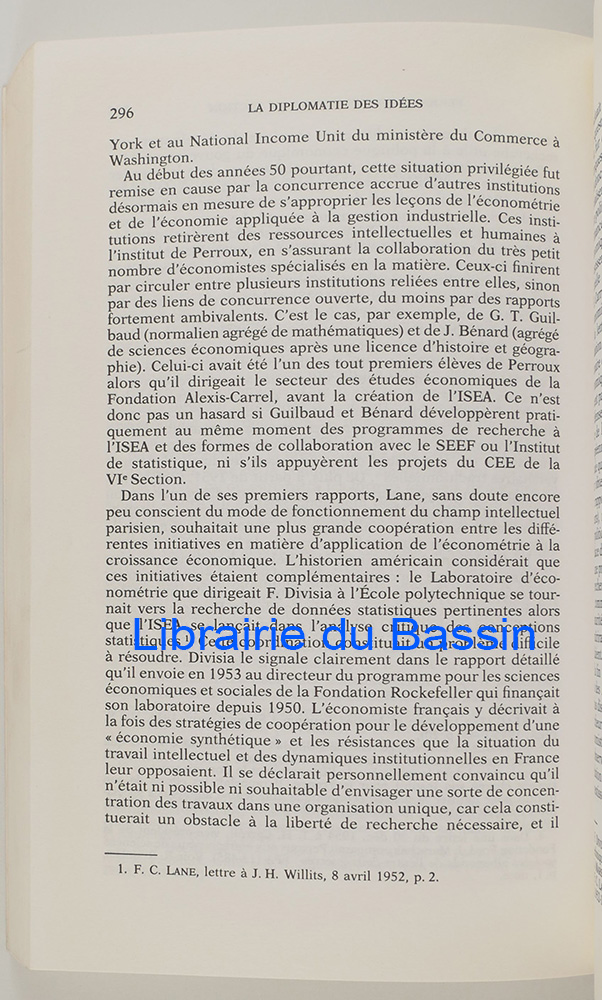 296
LA DIPLOMATIE DES IDÉES
York et au National Income Unit du ministère du Commerce à
Washington.
Au début des années 50 pourtant, cette situation privilégiée fut
remise en cause par la concurrence accrue d'autres institutions
désormais en mesure de s'approprier les leçons de l'économétrie
et de l'économie appliquée à la gestion industrielle. Ces insti-
tutions retirèrent des ressources intellectuelles et humaines à
l'institut de Perroux, en s'assurant la collaboration du très petit
nombre d'économistes spécialisés en la matière. Ceux-ci finirent
par circuler entre plusieurs institutions reliées entre elles, sinon
par des liens de concurrence ouverte, du moins par des rapports
fortement ambivalents. C'est le cas, par exemple, de G. T. Guil-
baud (normalien agrégé de mathématiques) et de J. Bénard (agrégé
de sciences économiques après une licence d'histoire et géogra-
phie). Celui-ci avait été l'un des tout premiers élèves de Perroux
alors qu'il dirigeait le secteur des études économiques de la
Fondation Alexis-Carrel, avant la création de l'ISEA. Ce n'est
donc pas un hasard si Guilbaud et Bénard développèrent prati-
quement au même moment des programmes de recherche à
l'ISEA et des formes de collaboration avec le SEEF ou l'Institut
de statistique, ni s'ils appuyèrent les projets du CEE de la
VIe Section.
Dans l'un de ses premiers rapports, Lane, sans doute encore
peu conscient du mode de fonctionnement du champ intellectuel
parisien, souhaitait une plus grande coopération entre les diffé-
rentes initiatives en matière d'application de l'économétrie à la
croissance économique. L'historien américain considérait que
ces initiatives étaient complémentaires : le Laboratoire d'éco-
nométrie que dirigeait F. Divisia à l'École polytechnique se tour-
nait vers la recherche de données statistiques pertinentes alors
que l'ISEA se lançait dans l'analyse critique des conceptions
statistiques. Cette coordination constituait un problème difficile
Librairie du Bassin
à résoudre. Divisia le signale clairement dans le rapport détaillé
qu'il envoie en 1953 au directeur du programme pour les sciences
économiques et sociales de la Fondation Rockefeller qui finançait
son laboratoire depuis 1950. L'économiste français y décrivait à
la fois des stratégies de coopération pour le développement d'une
« économie synthétique » et les résistances que la situation du
travail intellectuel et des dynamiques institutionnelles en France
leur opposaient. Il se déclarait personnellement convaincu qu'il
n'était ni possible ni souhaitable d'envisager une sorte de concen-
tration des travaux dans une organisation unique, car cela consti-
tuerait un obstacle à la liberté de recherche nécessaire, et il
1. F. C. LANE, lettre à J. H. Willits, 8 avril 1952, p. 2.